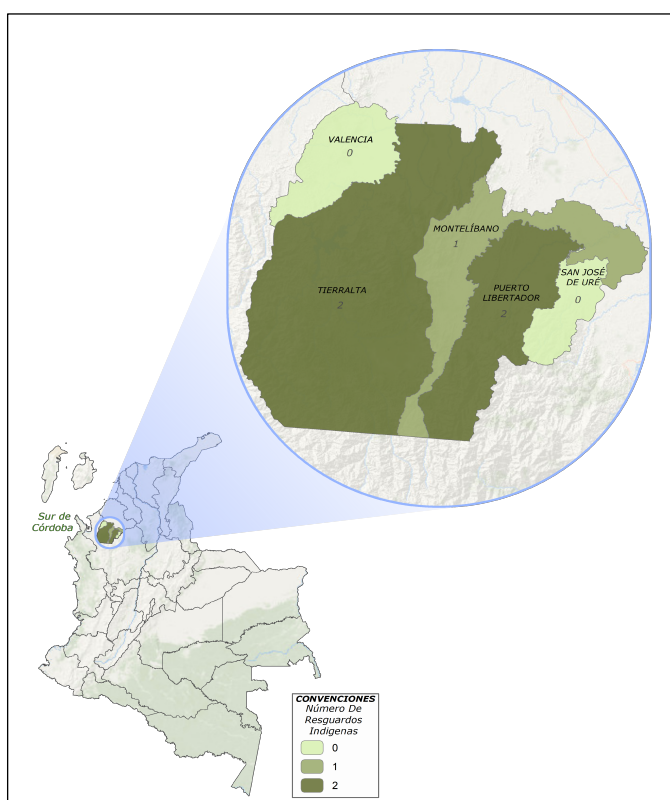 VALENCIA
0
MONTELÍBANO
1
TIERRALTA
2
PUERTO
LIBERTADOR
2
SAN JOSÉ
DE URÉ
0
Sur de
Córdoba
CONVENCIONES
Número De
Resguardos
Indigenas
0
1
2